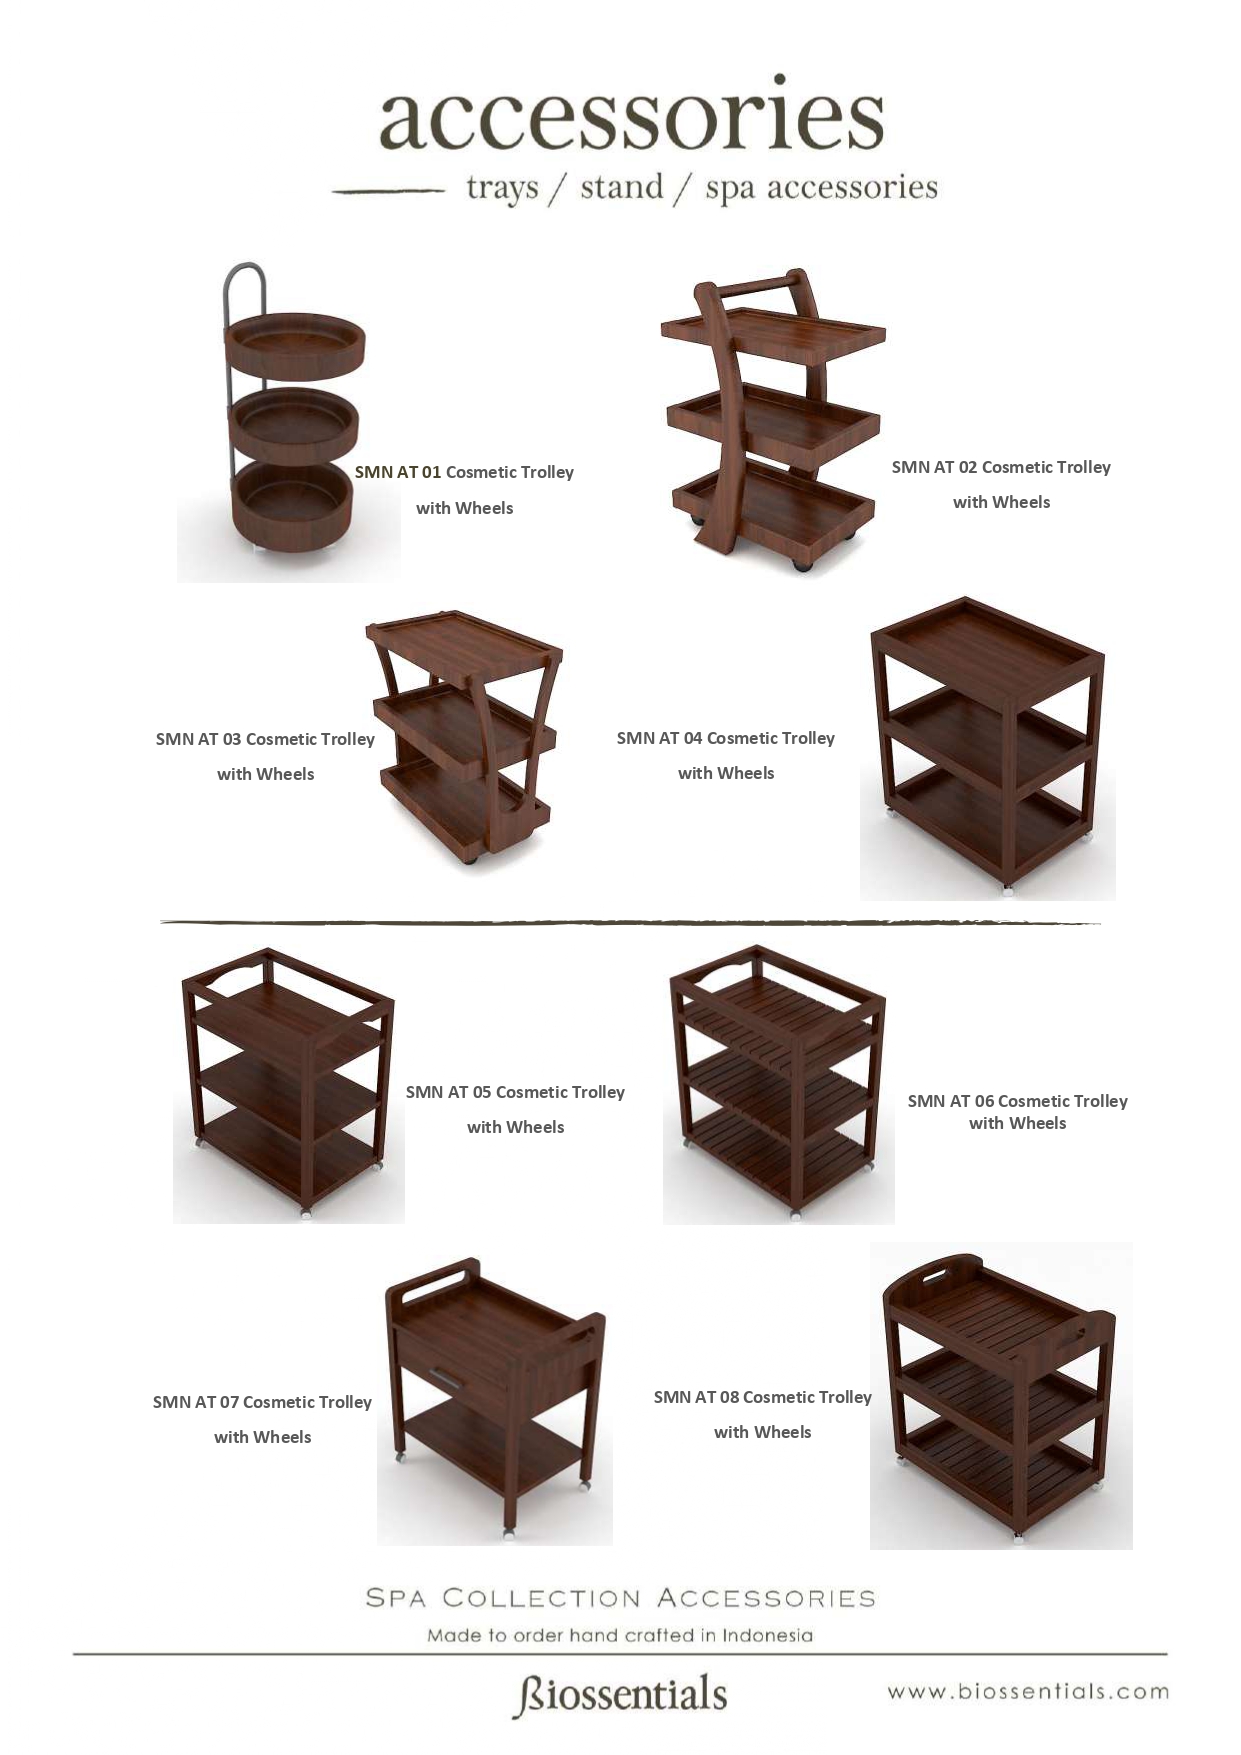 accessories
trays / stand / spa accessories
SMN AT 01 Cosmetic Trolley
with Wheels
SMN AT 02 Cosmetic Trolley
with Wheels
SMN AT 03 Cosmetic Trolley
with Wheels
SMN AT 04 Cosmetic Trolley
with Wheels
SMN AT 05 Cosmetic Trolley
with Wheels
SMN AT 06 Cosmetic Trolley
with Wheels
SMN AT 07 Cosmetic Trolley
with Wheels
SMN AT 08 Cosmetic Trolley
with Wheels
SPA COLLECTION ACCESSORIES
Made to order hand crafted in Indonesia
ßiossentials
www.biossentials.com